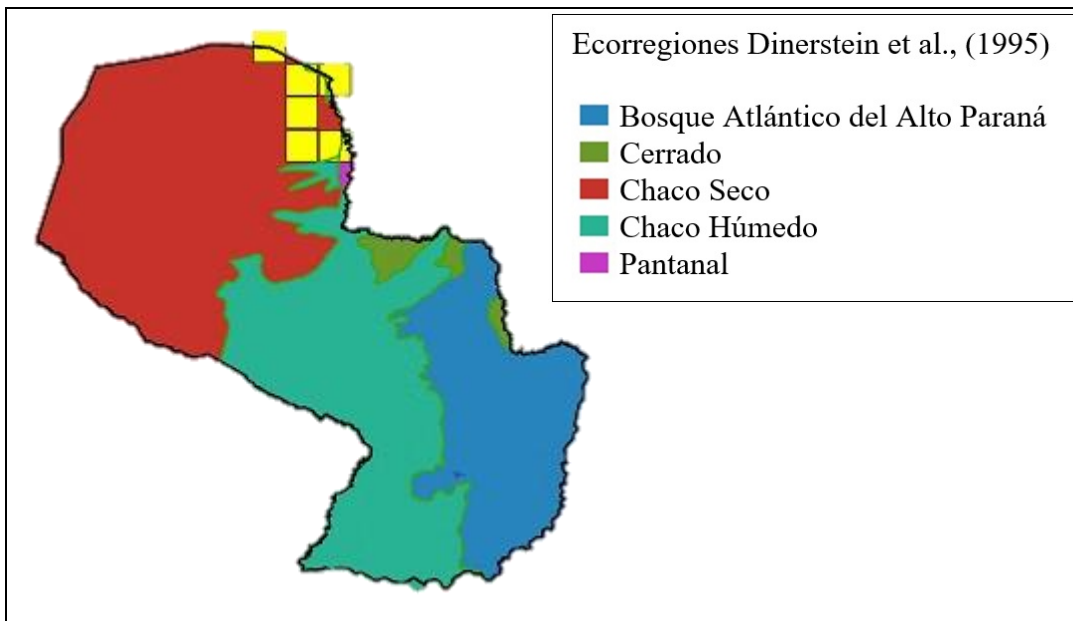 Ecorregiones Dinerstein et al., (1995)
Bosque Atlántico del Alto Paraná
Cerrado
Chaco Seco
Chaco Húmedo
Pantanal